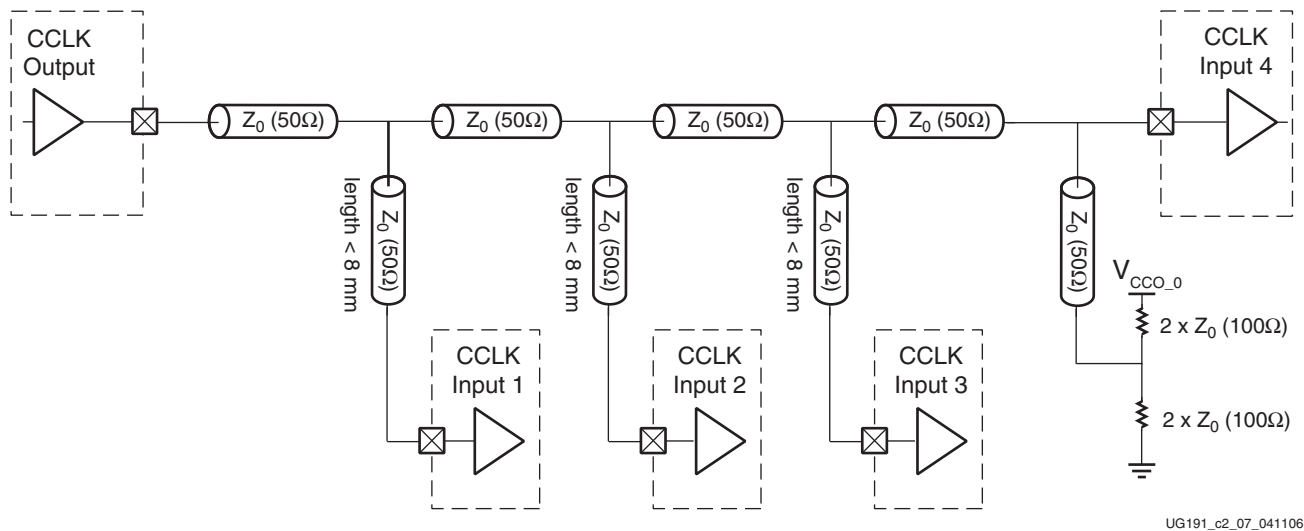 CCLK
Output
Z0 (50Ω)
Z0 (50Ω)
Z0 (50Ω)
Z0 (50Ω)
CCLK
Input 4
Z0 (50Ω)
length < 8 mm
Z0 (50Ω)
length < 8 mm
Z0 (50Ω)
length < 8 mm
Z0 (50Ω)
VCCO_0
2 x Z0 (100Ω)
2 x Z0 (100Ω)
CCLK
Input 1
CCLK
Input 2
CCLK
Input 3
UG191_c2_07_041106